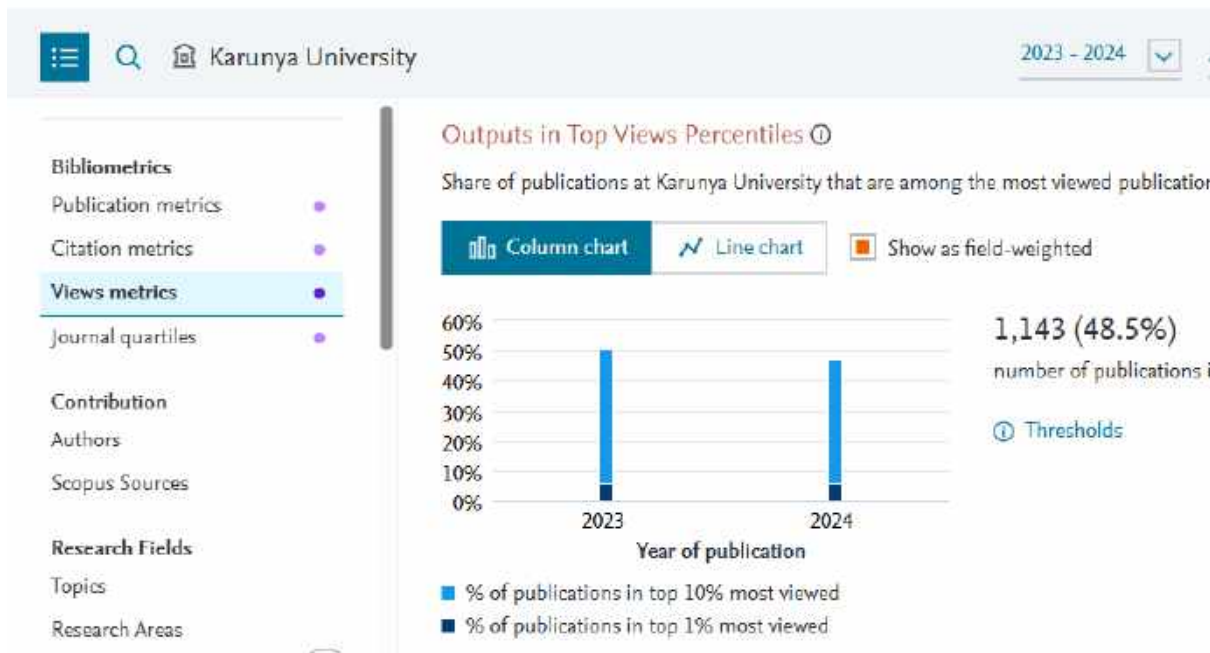 Karunya University
2023 - 2024
Bibliometrics
Publication metrics
Citation metrics
Views metrics
Journal quartiles
Contribution
Authors
Scopus Sources
Research Fields
Topics
Research Areas
Outputs in Top Views Percentiles
Share of publications at Karunya University that are among the most viewed publication
Column chart
Line chart
Show as field-weighted
60%
50%
40%
30%
20%
10%
0%
2023 2024
Year of publication
% of publications in top 10% most viewed
% of publications in top 1% most viewed
1,143 (48.5%)
number of publications i
Thresholds